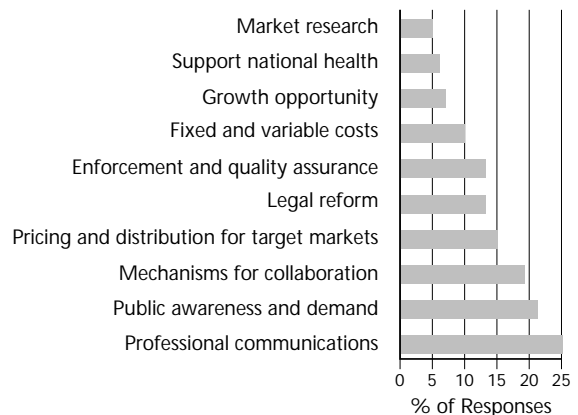 Market research
Support national health
Growth opportunity
Fixed and variable costs
Enforcement and quality assurance
Legal reform
Pricing and distribution for target markets
Mechanisms for collaboration
Public awareness and demand
Professional communications
0 5 10 15 20 25
% of Responses